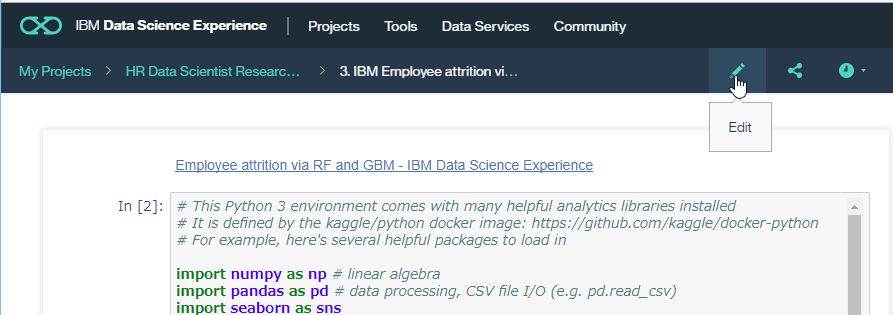 IBM Data Science Experience Projects Tools Data Services Community
My Projects > HR Data Scientist Researc… > 3. IBM Employee attrition vi…
Edit
Employee attrition via RF and GBM - IBM Data Science Experience
In [2]: # This Python 3 environment comes with many helpful analytics libraries installed
# It is defined by the kaggle/python docker image: https://github.com/kaggle/docker-python
# For example, here's several helpful packages to load in
import numpy as np # linear algebra
import pandas as pd # data processing, CSV file I/O (e.g. pd.read_csv)
import seaborn as sns